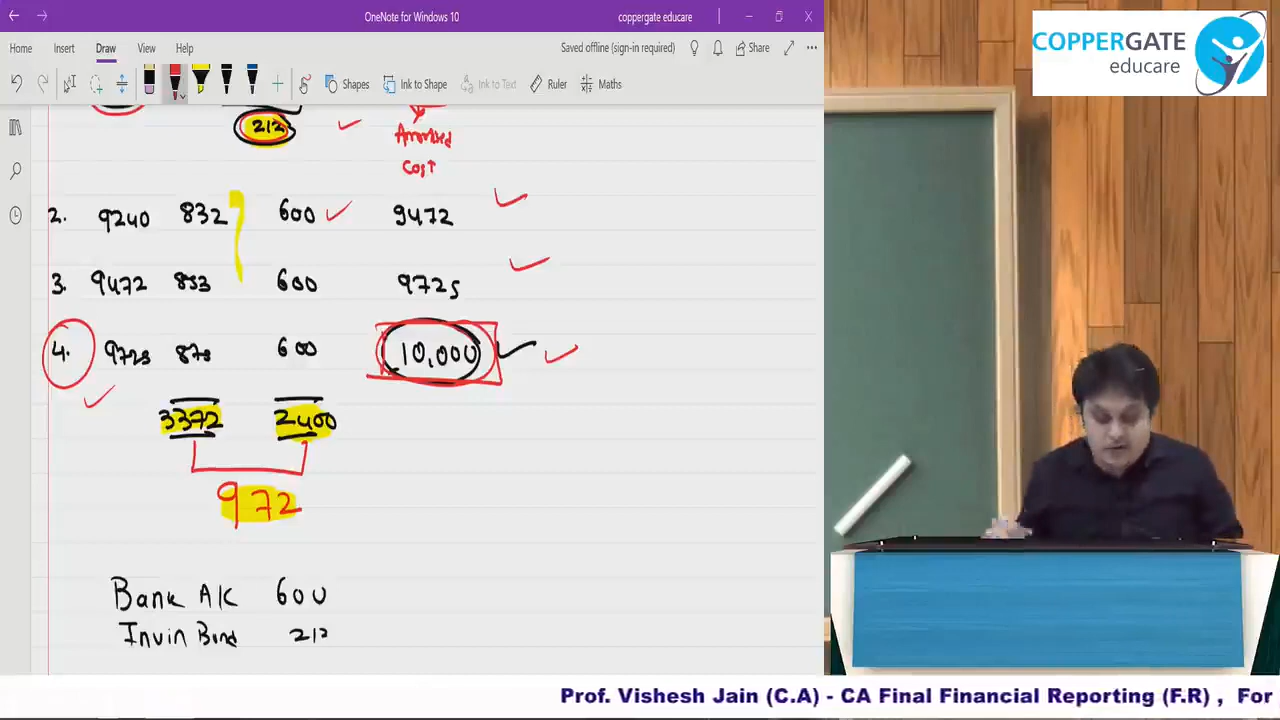 OneNote for Windows 10
coppergate educare
Home Insert Draw View Help
Saved offline (sign-in required)
Share
Shapes
Ink to Shape
Ink to Text
Ruler
Maths
COPPERGATE
educare
212
Cost
2. 9240 832 600 9472
3. 9472 853 600 9725
4. 9725 875 600 10,000
3372 2400
972
Bank A/c 600
Inv in Bond 212
Prof. Vishesh Jain (C.A) - CA Final Financial Reporting (F.R) , For